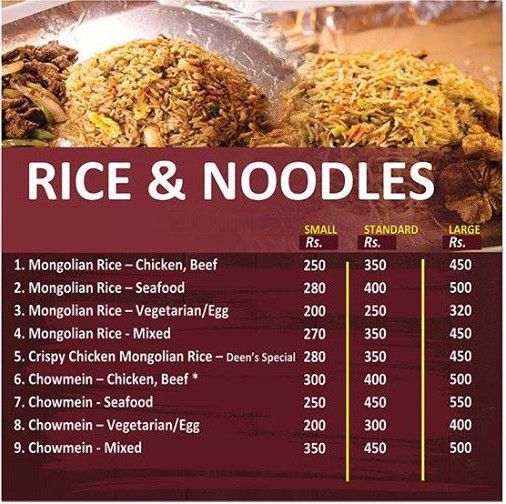 RICE & NOODLES
SMALL STANDARD LARGE
Rs. Rs. Rs.
1. Mongolian Rice – Chicken, Beef 250 350 450
2. Mongolian Rice – Seafood 280 400 500
3. Mongolian Rice – Vegetarian/Egg 200 250 320
4. Mongolian Rice - Mixed 270 350 450
5. Crispy Chicken Mongolian Rice – Deen's Special 280 350 450
6. Chowmein – Chicken, Beef * 300 400 500
7. Chowmein - Seafood 250 450 550
8. Chowmein – Vegetarian/Egg 200 300 400
9. Chowmein - Mixed 350 450 500